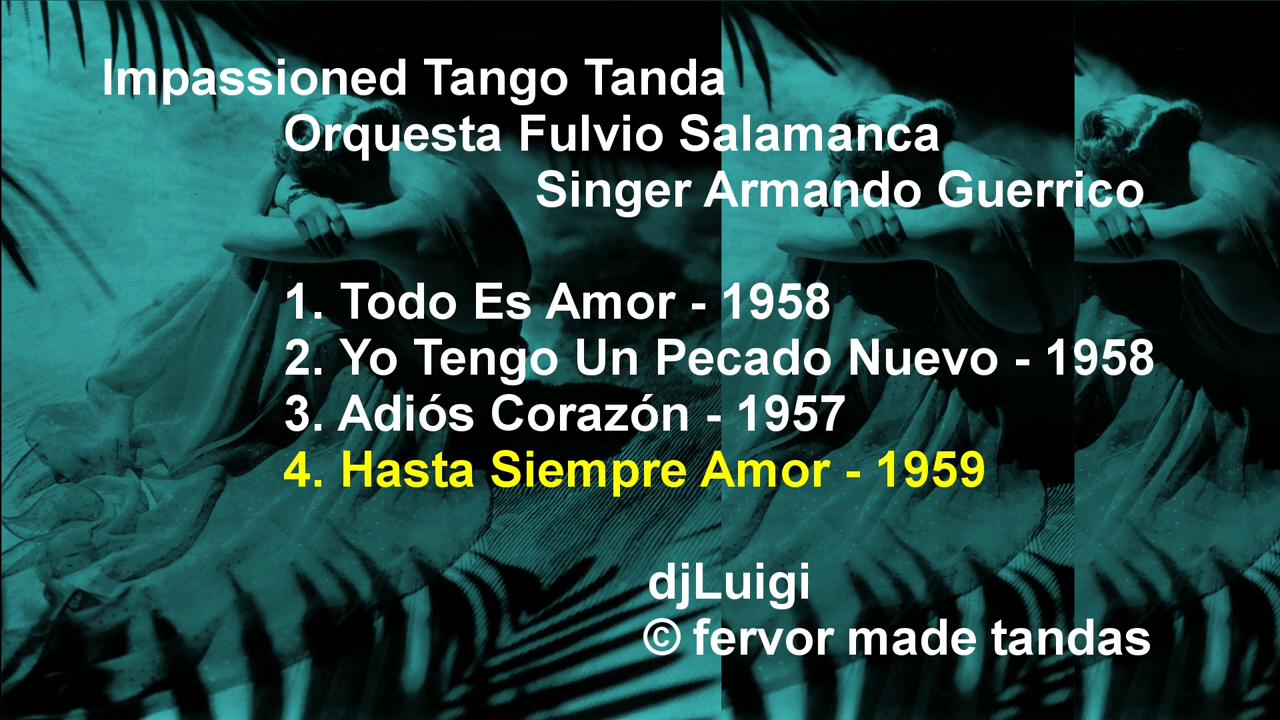 Impassioned Tango Tanda
Orquesta Fulvio Salamanca
Singer Armando Guerrico
1. Todo Es Amor - 1958
2. Yo Tengo Un Pecado Nuevo - 1958
3. Adiós Corazón - 1957
4. Hasta Siempre Amor - 1959
djLuigi
© fervor made tandas